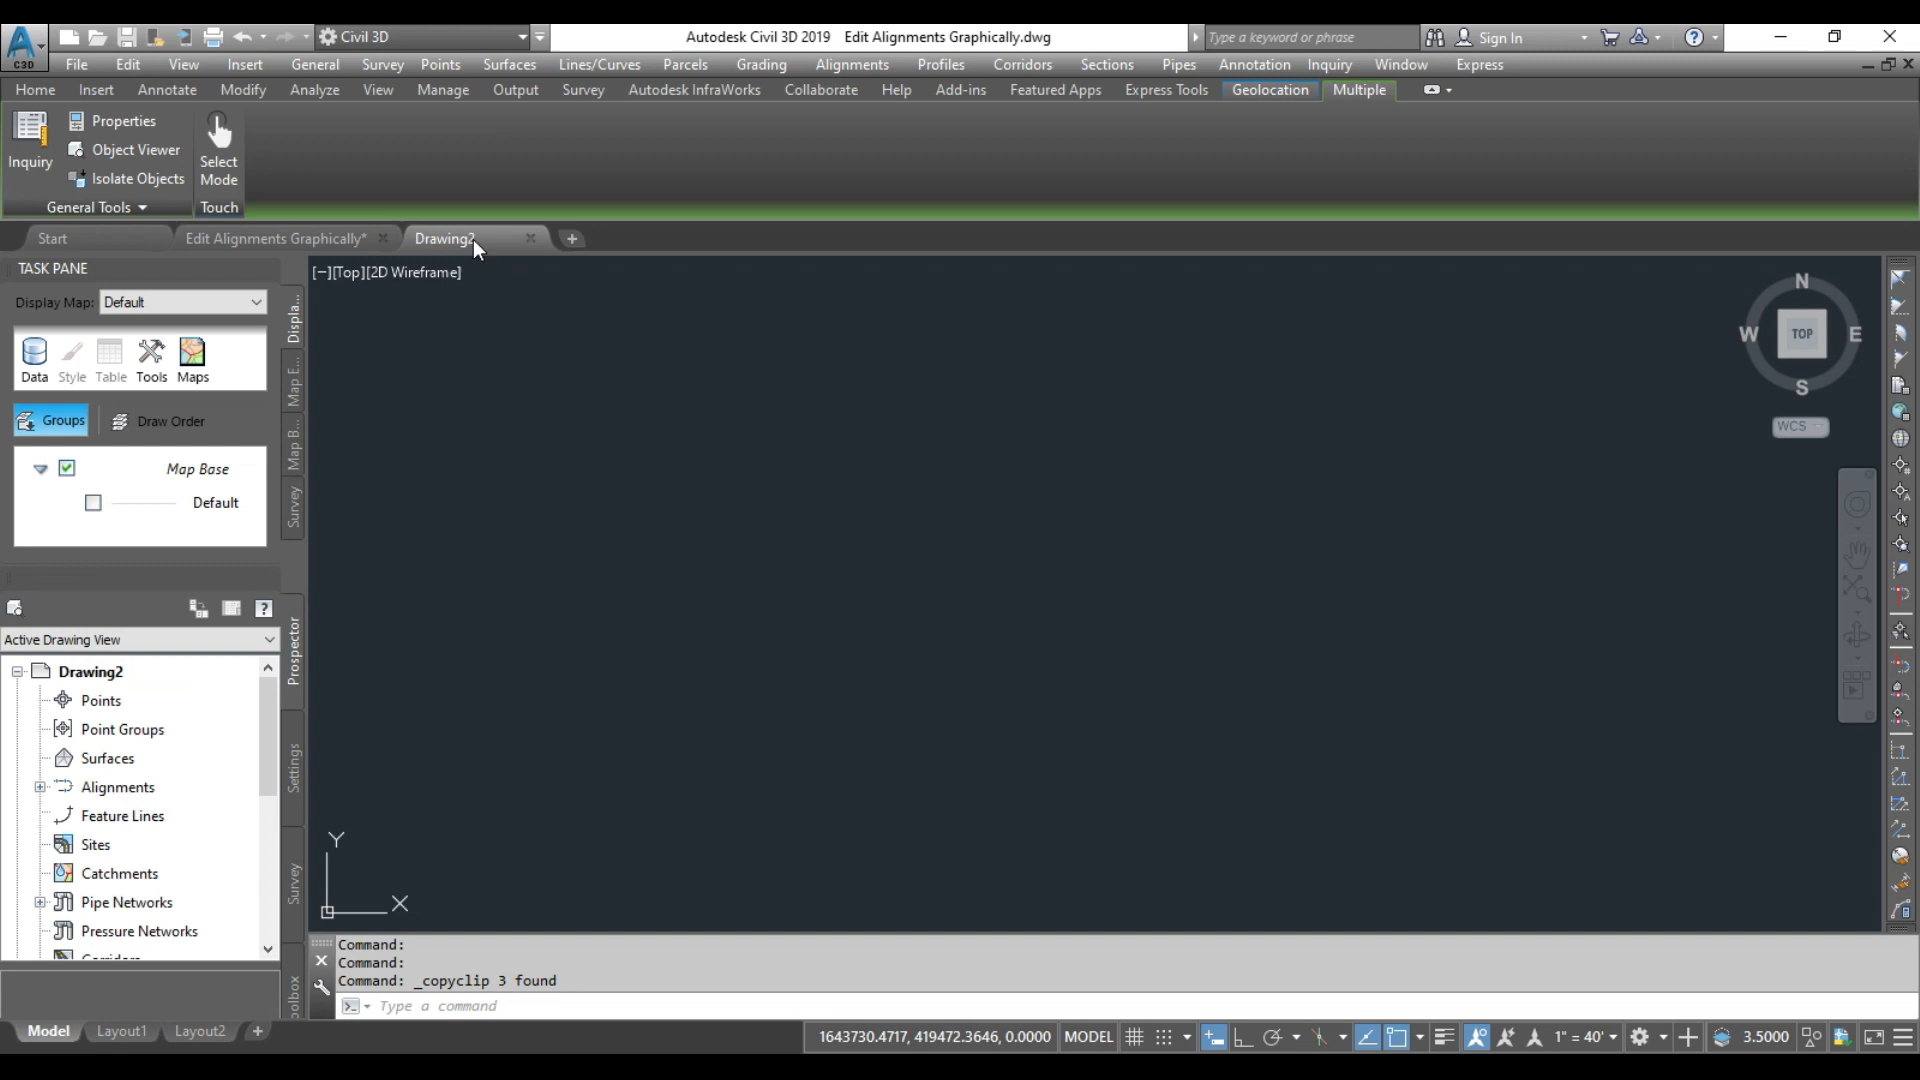 C3D
Civil 3D
Autodesk Civil 3D 2019 Edit Alignments Graphically.dwg
Type a keyword or phrase
Sign In
File Edit View Insert General Survey Points Surfaces Lines/Curves Parcels Grading Alignments Profiles Corridors Sections Pipes Annotation Inquiry Window Express
Home Insert Annotate Modify Analyze View Manage Output Survey Autodesk InfraWorks Collaborate Help Add-ins Featured Apps Express Tools Geolocation Multiple
Inquiry
Properties
Object Viewer
Isolate Objects
General Tools
Select
Mode
Touch
Start
Edit Alignments Graphically*
Drawing2
TASK PANE
Display Map: Default
Data Style Table Tools Maps
Groups Draw Order
Map Base
Default
Displa...
Map E...
Map B...
Survey
[−][Top][2D Wireframe]
N
W TOP E
S
WCS
Active Drawing View
Drawing2
Points
Point Groups
Surfaces
Alignments
Feature Lines
Sites
Catchments
Pipe Networks
Pressure Networks
Prospector
Settings
Survey
Y
X
Command:
Command:
Command: _copyclip 3 found
Type a command
Model Layout1 Layout2 +
1643730.4717, 419472.3646, 0.0000 MODEL 1" = 40' 3.5000